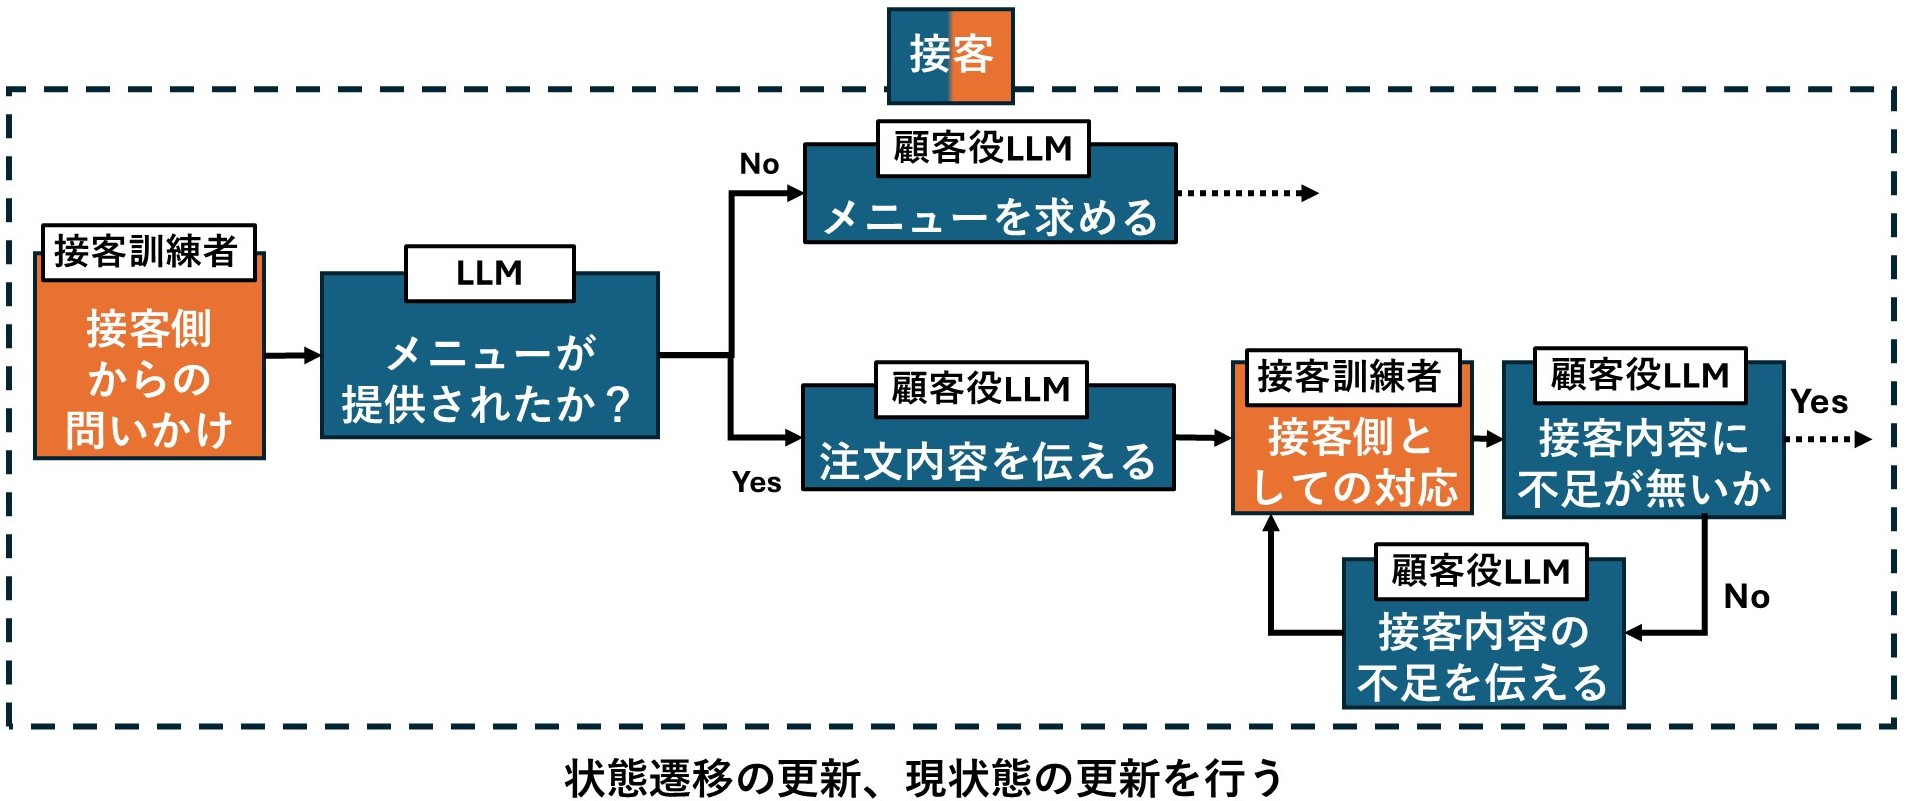 接客
接客訓練者
接客側
からの
問いかけ
LLM
メニューが
提供されたか？
No
顧客役LLM
メニューを求める
Yes
顧客役LLM
注文内容を伝える
接客訓練者
接客側と
しての対応
顧客役LLM
接客内容に
不足が無いか
Yes
No
顧客役LLM
接客内容の
不足を伝える
状態遷移の更新、現状態の更新を行う